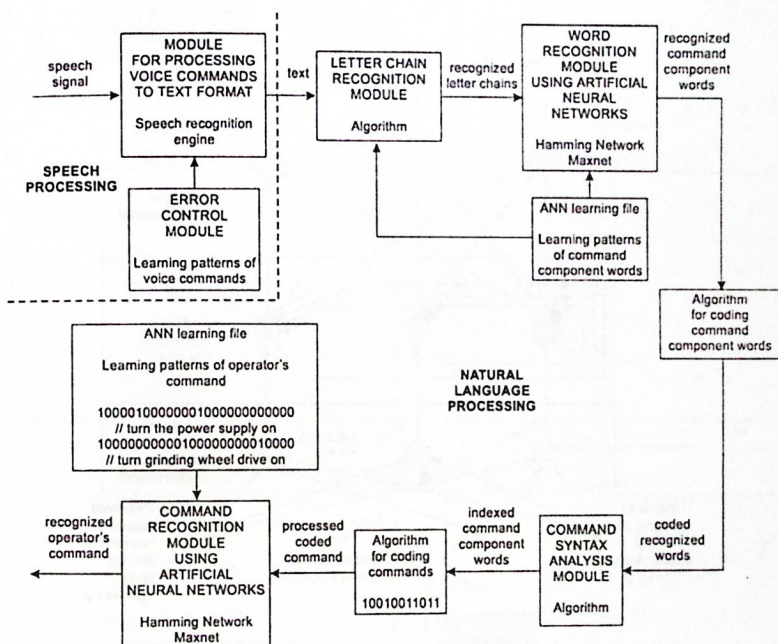 speech
signal
MODULE
FOR PROCESSING
VOICE COMMANDS
TO TEXT FORMAT
Speech recognition
engine
text
LETTER CHAIN
RECOGNITION
MODULE
Algorithm
recognized
letter chains
WORD
RECOGNITION
MODULE
USING ARTIFICIAL
NEURAL
NETWORKS
Hamming Network
Maxnet
recognized
command
component
words
SPEECH
PROCESSING
ERROR
CONTROL
MODULE
Learning patterns of
voice commands
ANN learning file
Learning patterns
of command
component words
Algorithm
for coding
command
component words
ANN learning file
Learning patterns of operator's
command
10000100000001000000000000
// turn the power supply on
10000000000100000000010000
// turn grinding wheel drive on
NATURAL
LANGUAGE
PROCESSING
recognized
operator's
command
COMMAND
RECOGNITION
MODULE
USING
ARTIFICIAL
NEURAL NETWORKS
Hamming Network
Maxnet
processed
coded
command
Algorithm
for coding
commands
10010011011
indexed
command
component
words
COMMAND
SYNTAX
ANALYSIS
MODULE
Algorithm
coded
recognized
words